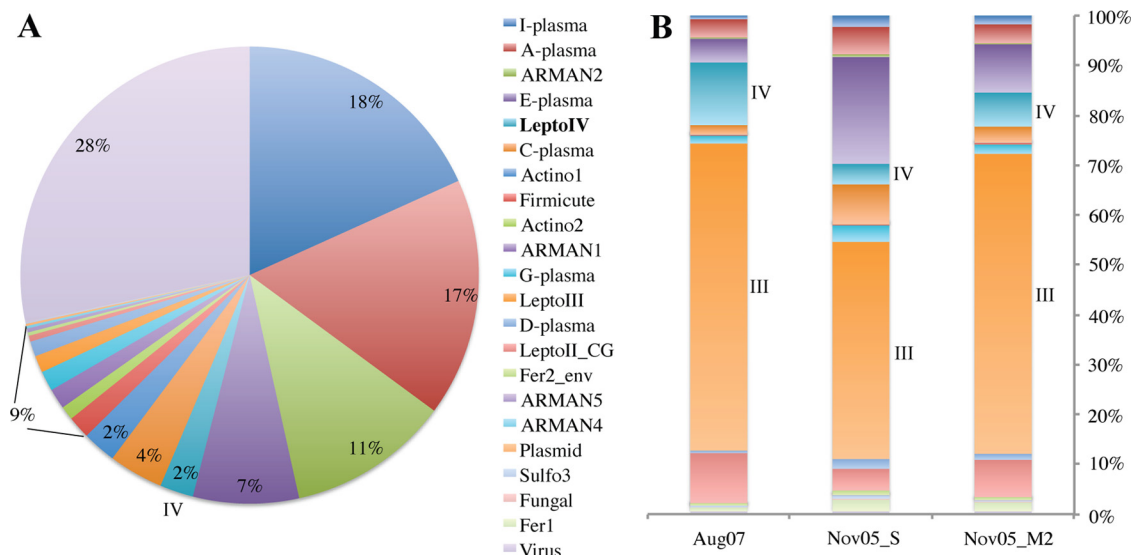 A
I-plasma
A-plasma
ARMAN2
E-plasma
LeptoIV
C-plasma
Actino1
Firmicute
Actino2
ARMAN1
G-plasma
LeptoIII
D-plasma
LeptoII_CG
Fer2_env
ARMAN5
ARMAN4
Plasmid
Sulfo3
Fungal
Fer1
Virus
18%
17%
11%
7%
2%
IV
4%
2%
9%
28%
B
100%
90%
80%
70%
60%
50%
40%
30%
20%
10%
0%
IV
III
IV
III
IV
III
Aug07
Nov05_S
Nov05_M2